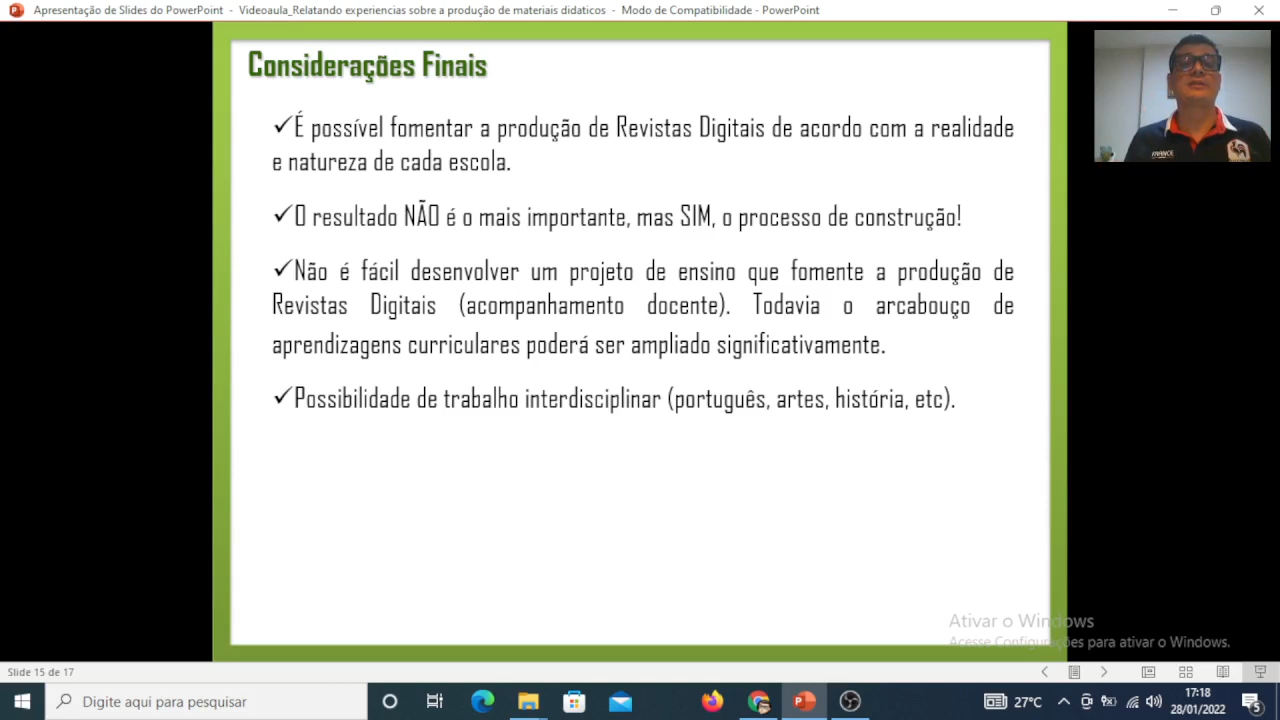 Apresentação de Slides do PowerPoint - Videoaula_Relatando experiencias sobre a produção de materiais didaticos - Modo de Compatibilidade - PowerPoint
Considerações Finais
✓É possível fomentar a produção de Revistas Digitais de acordo com a realidade
e natureza de cada escola.
✓O resultado NÃO é o mais importante, mas SIM, o processo de construção!
✓Não é fácil desenvolver um projeto de ensino que fomente a produção de
Revistas Digitais (acompanhamento docente). Todavia o arcabouço de
aprendizagens curriculares poderá ser ampliado significativamente.
✓Possibilidade de trabalho interdisciplinar (português, artes, história, etc).
FRANCE
Ativar o Windows
Acesse Configurações para ativar o Windows.
Slide 15 de 17
Digite aqui para pesquisar
27°C
17:18
28/01/2022
5